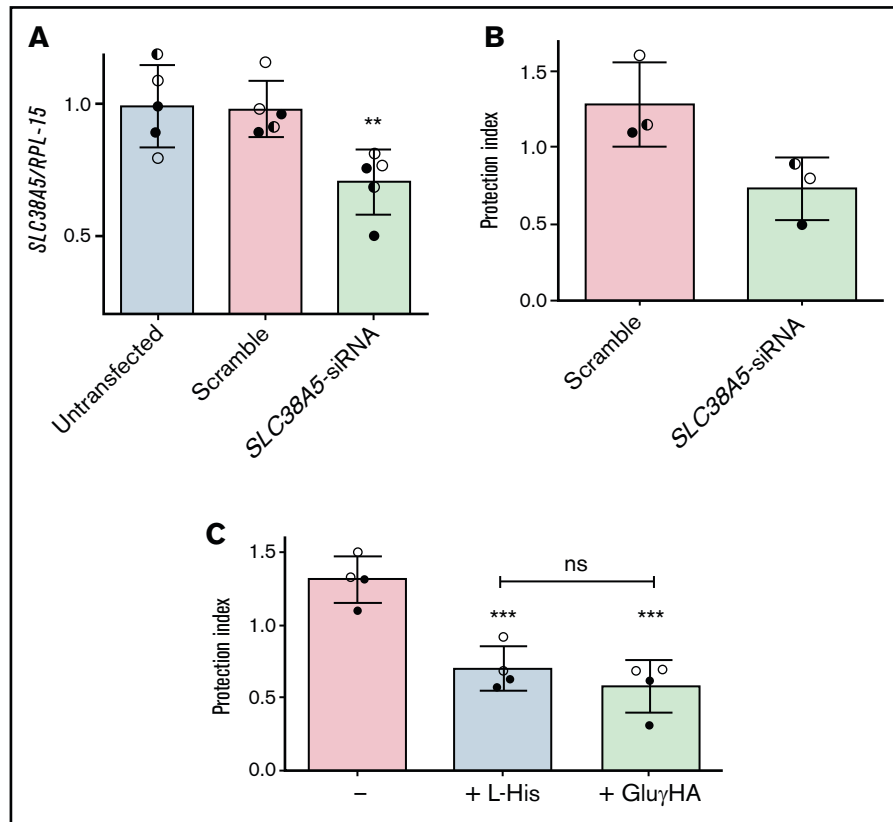 A
SLC38A5/RPL-15
1.0
0.5
**
Untransfected
Scramble
SLC38A5-siRNA
B
Protection index
1.5
1.0
0.5
0.0
Scramble
SLC38A5-siRNA
C
Protection index
1.5
1.0
0.5
0.0
ns
*** ***
– + L-His + GluγHA